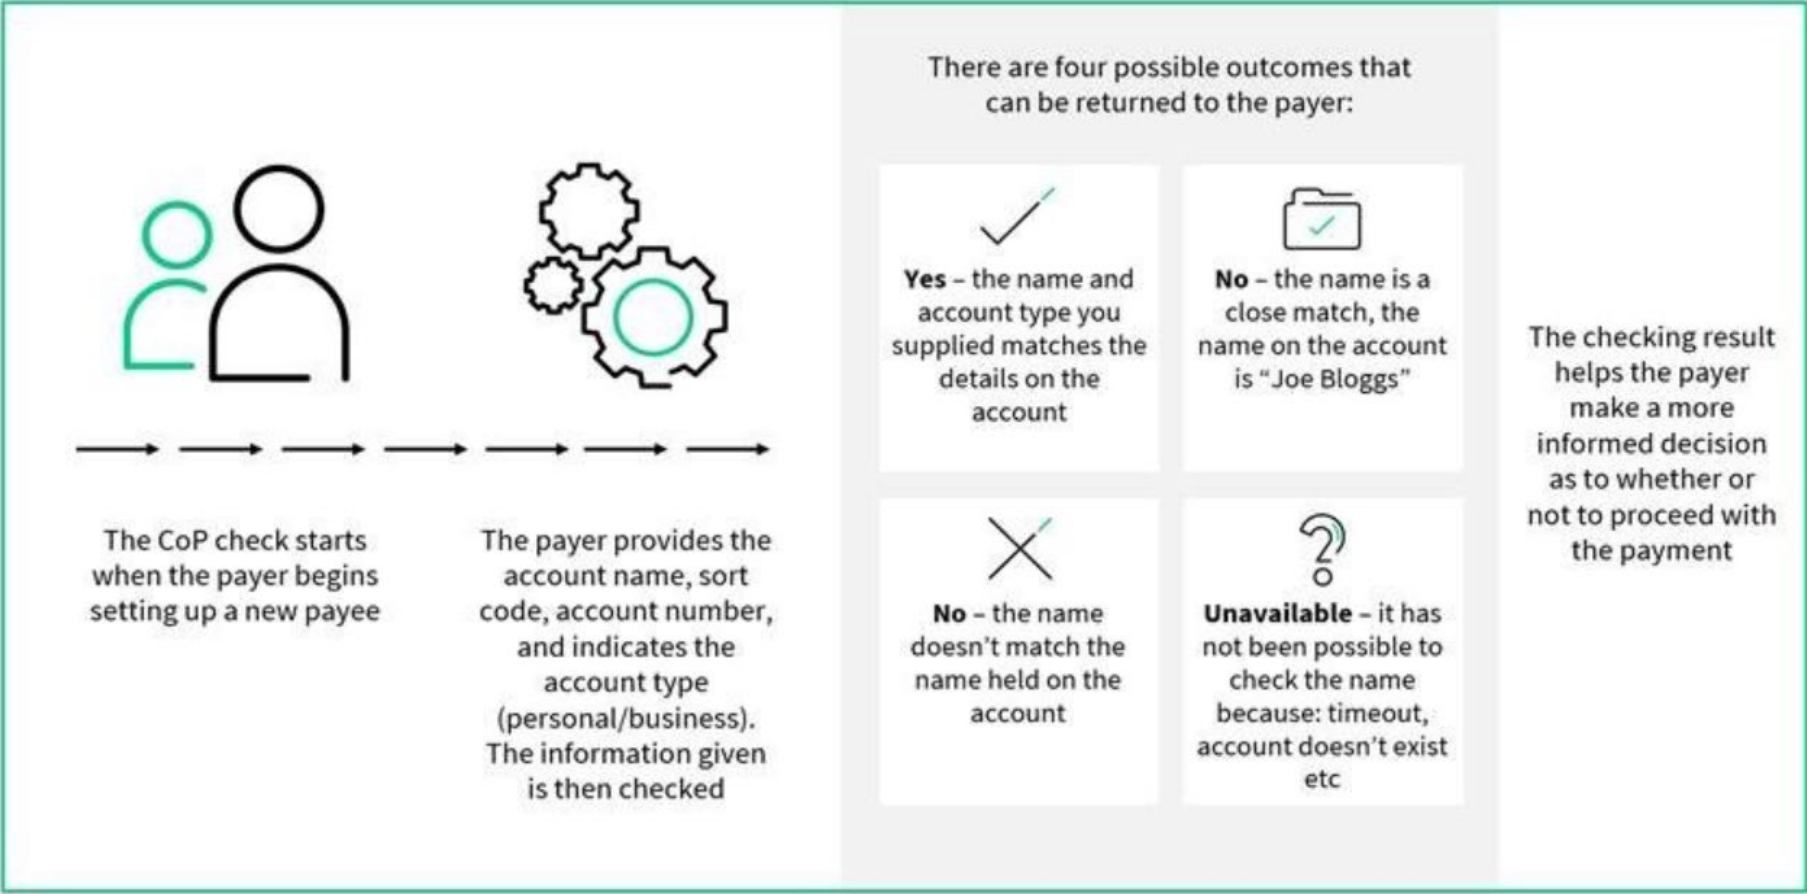 The CoP check starts
when the payer begins
setting up a new payee
The payer provides the
account name, sort
code, account number,
and indicates the
account type
(personal/business).
The information given
is then checked
There are four possible outcomes that
can be returned to the payer:
Yes – the name and
account type you
supplied matches the
details on the
account
No – the name is a
close match, the
name on the account
is “Joe Bloggs”
No – the name
doesn’t match the
name held on the
account
Unavailable – it has
not been possible to
check the name
because: timeout,
account doesn’t exist
etc
The checking result
helps the payer
make a more
informed decision
as to whether or
not to proceed with
the payment